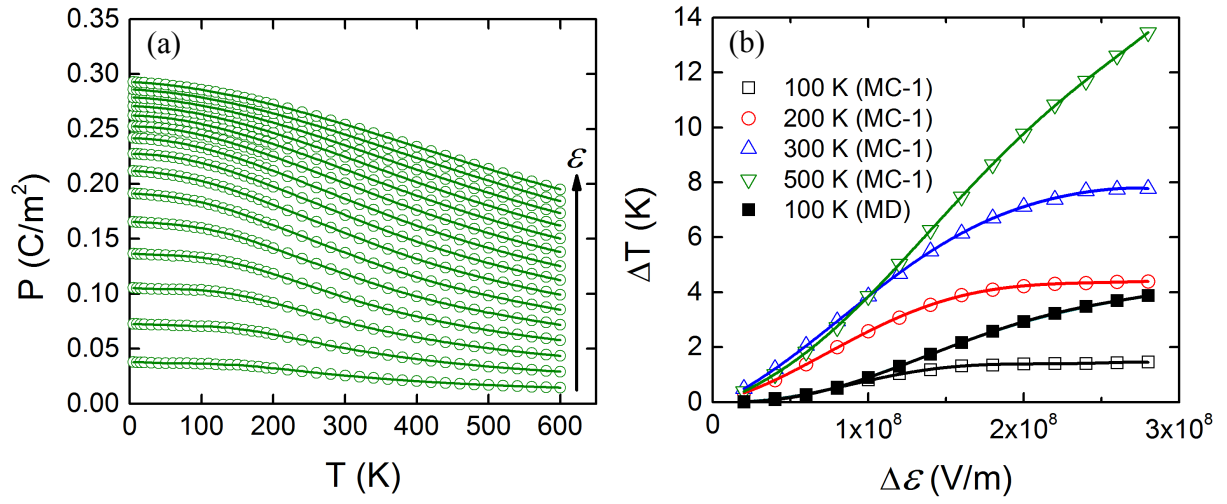 (a)
P (C/m²)
0.35
0.30
0.25
0.20
0.15
0.10
0.05
0.00
ε
0 100 200 300 400 500 600
T (K)
(b)
ΔT (K)
14
12
10
8
6
4
2
0
100 K (MC-1)
200 K (MC-1)
300 K (MC-1)
500 K (MC-1)
100 K (MD)
0 1x10⁸ 2x10⁸ 3x10⁸
Δε (V/m)